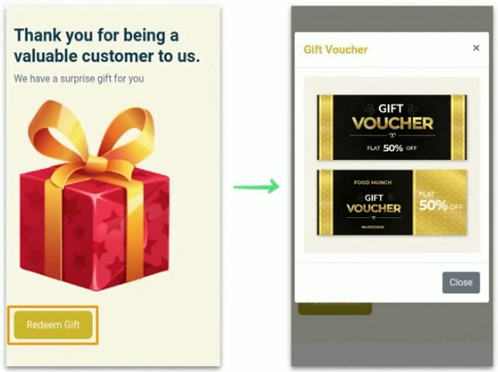 Thank you for being a
valuable customer to us.
We have a surprise gift for you
Redeem Gift
Gift Voucher
×
GIFT
VOUCHER
FLAT 50% OFF
FOOD MUNCH
GIFT
VOUCHER
FLAT
50% OFF
Close